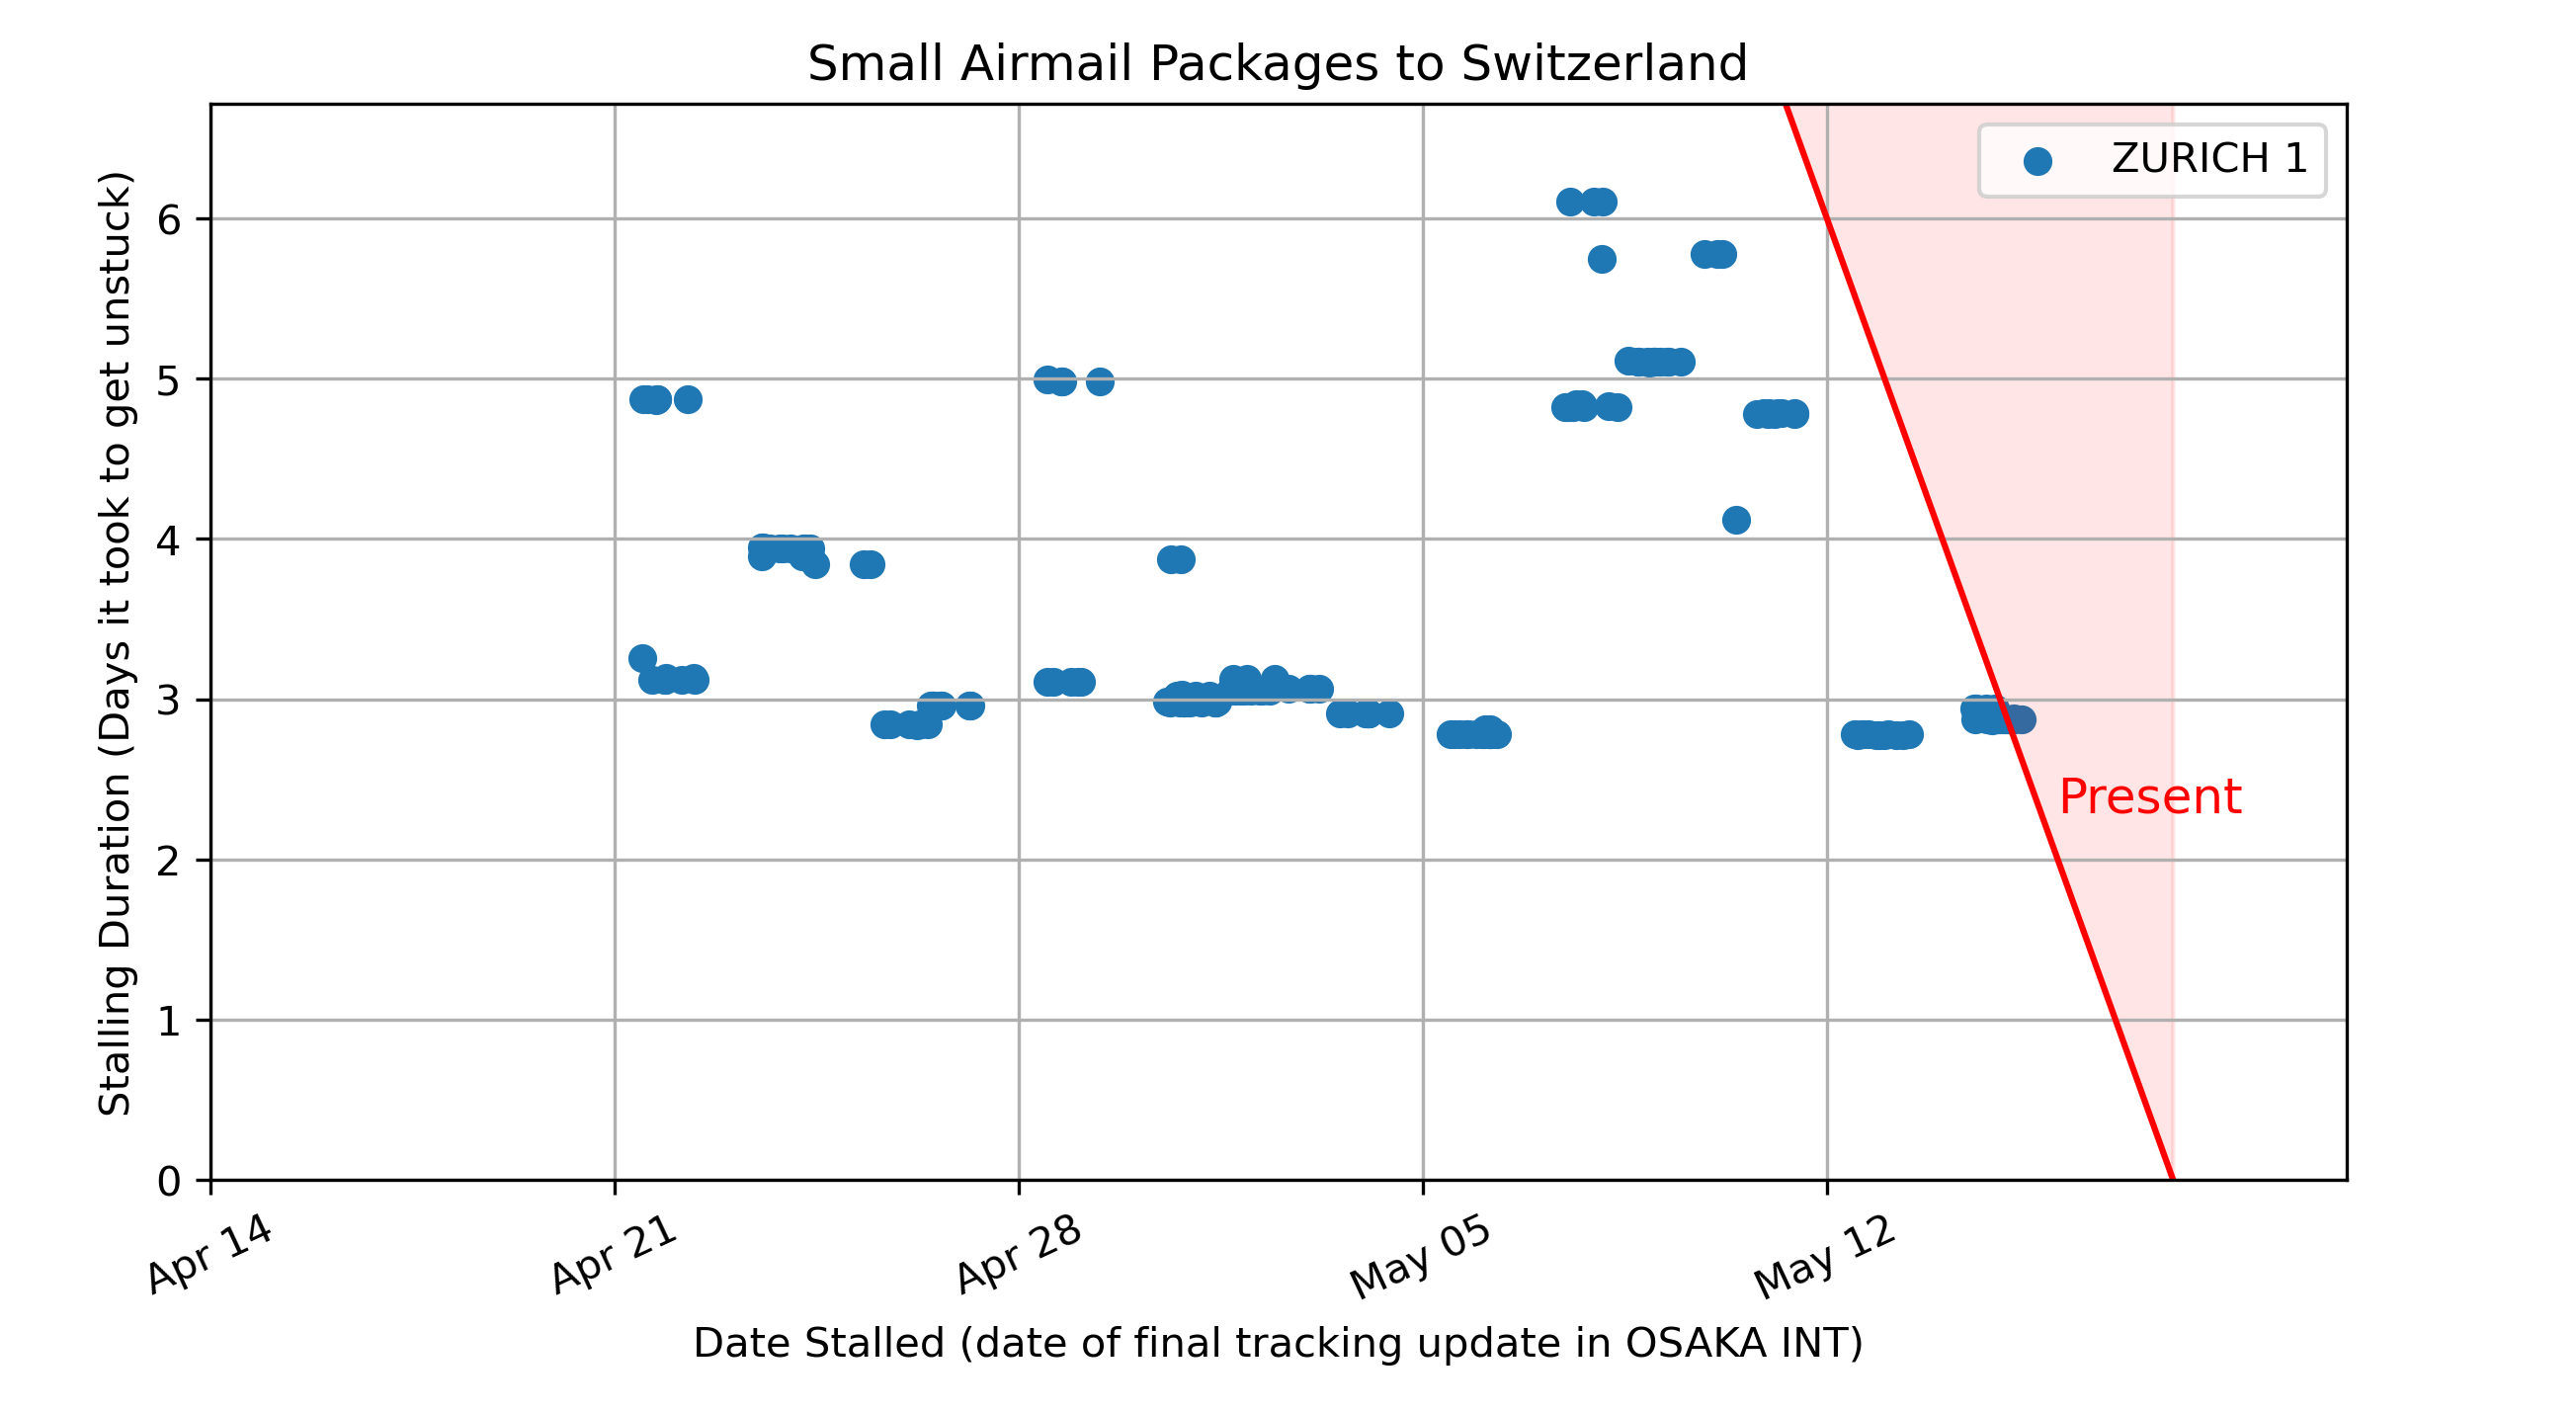 Small Airmail Packages to Switzerland
ZURICH 1
Stalling Duration (Days it took to get unstuck)
6
5
4
3
2
1
0
Present
Apr 14
Apr 21
Apr 28
May 05
May 12
Date Stalled (date of final tracking update in OSAKA INT)